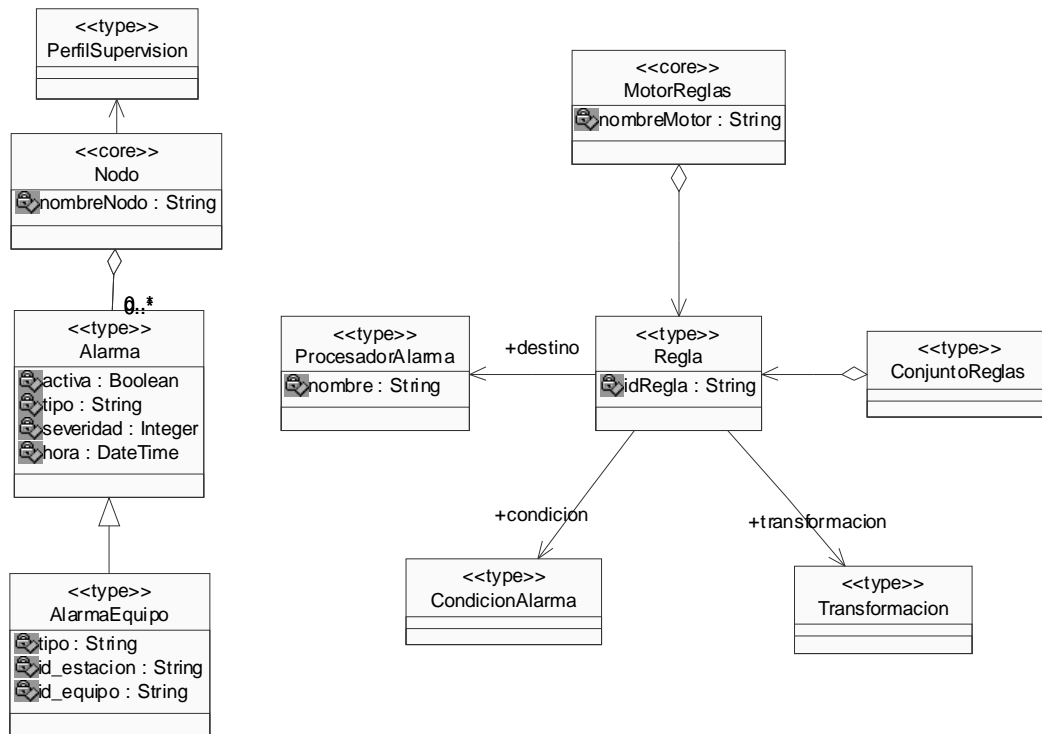 <<type>>
PerfilSupervision
<<core>>
Nodo
nombreNodo : String
0..*
<<type>>
Alarma
activa : Boolean
tipo : String
severidad : Integer
hora : DateTime
<<type>>
AlarmaEquipo
tipo : String
id_estacion : String
id_equipo : String
<<core>>
MotorReglas
nombreMotor : String
<<type>>
ProcesadorAlarma
nombre : String
+destino
<<type>>
Regla
idRegla : String
<<type>>
ConjuntoReglas
+condicion
+transformacion
<<type>>
CondicionAlarma
<<type>>
Transformacion